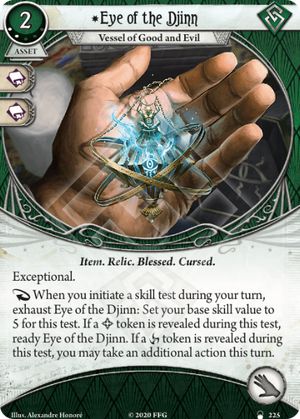 2
ASSET
*Eye of the Djinn
Vessel of Good and Evil
Item. Relic. Blessed. Cursed.
Exceptional.
When you initiate a skill test during your turn,
exhaust Eye of the Djinn: Set your base skill value to
5 for this test. If a token is revealed during this test,
ready Eye of the Djinn. If a token is revealed during
this test, you may take an additional action this turn.
Illus. Alexandre Honoré
© 2020 FFG
225